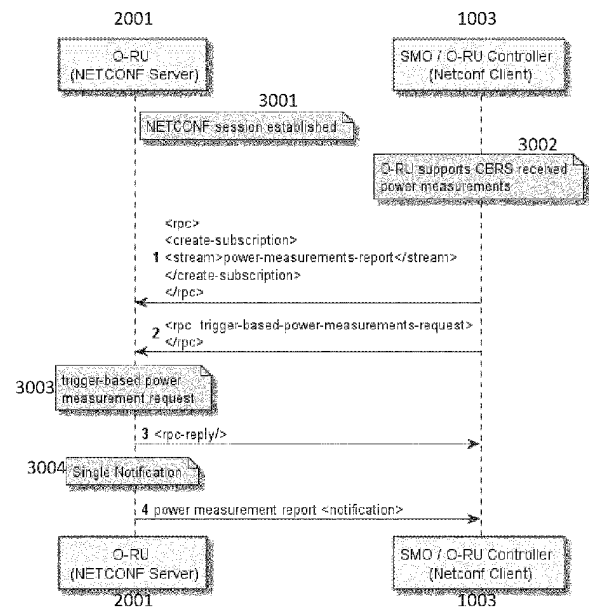 2001
1003
O-RU
(NETCONF Server)
SMO / O-RU Controller
(Netconf Client)
3001
NETCONF session established
3002
O-RU supports CBRS received
power measurements
<rpc>
<create-subscription>
1 <stream>power-measurements-report</stream>
</create-subscription>
</rpc>
2 <rpc trigger-based-power-measurements-request>
</rpc>
3003
trigger-based power
measurement request
3 <rpc-reply/>
3004
Single Notification
4 power measurement report <notification>
O-RU
(NETCONF Server)
SMO / O-RU Controller
(Netconf Client)
2001
1003